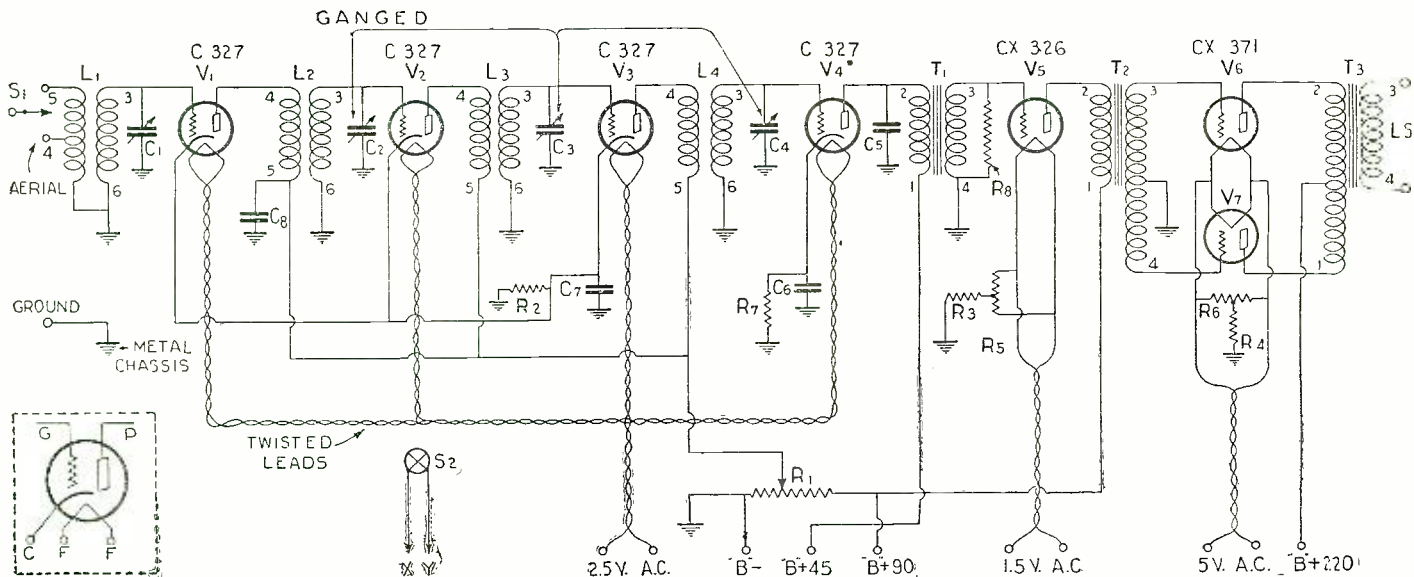 GANGED
C 327
V1
C 327
V2
C 327
V3
C 327
V4
CX 326
V5
CX 371
V6
S1
5
4
AERIAL
L1
3
6
C1
L2
4
5
3
6
C8
C2
L3
4
5
3
6
C3
L4
4
5
3
6
C4
C5
T1
2
1
3
4
R8
T2
2
1
3
4
V7
T3
2
1
3
4
LS
GROUND
METAL
CHASSIS
R2
C7
R7
C6
R3
R5
R6
R4
TWISTED
LEADS
S2
R1
G
P
C
F
F
X
Y
2.5 V. A.C.
"B"-
"B"+45
"B"+90
1.5 V. A.C.
5 V. A.C.
"B"+220